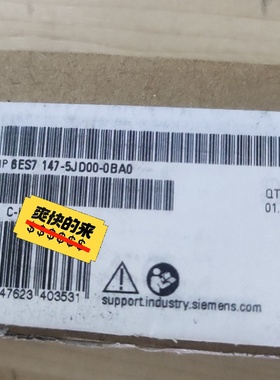 P 6ES7 147-5JD00-0BA0
QT
C-
01.
爽快的来
$$$$$$
47623 403531
support.industry.siemens.com